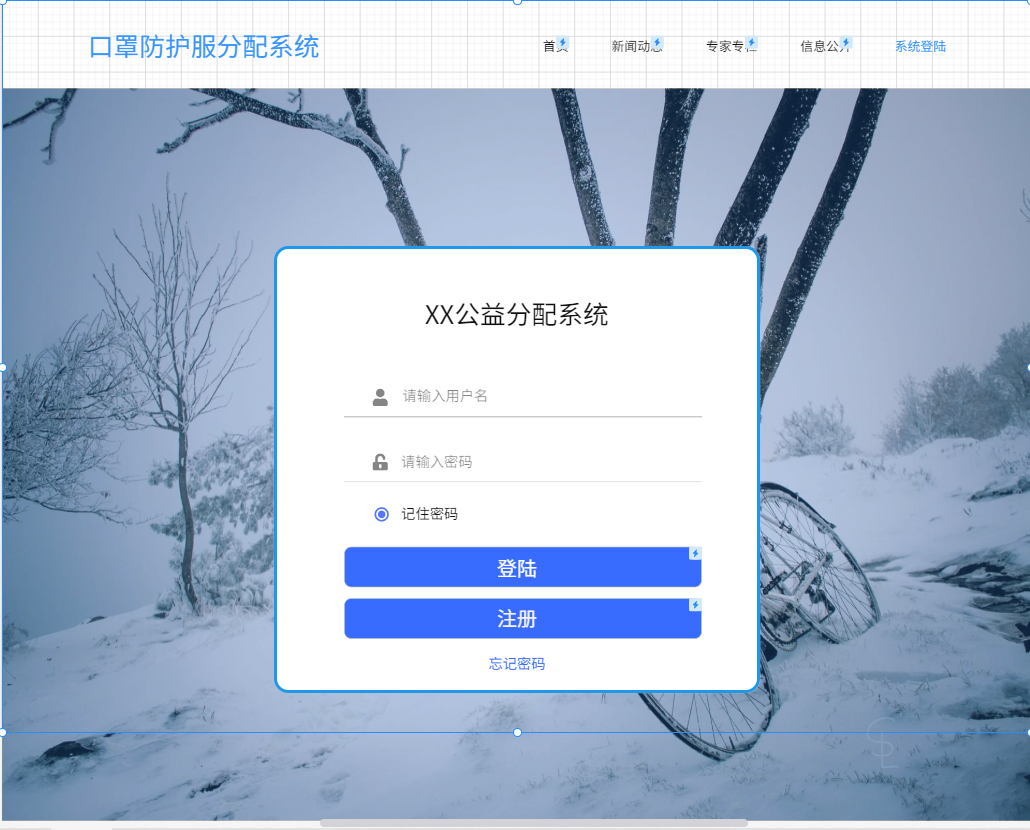 口罩防护服分配系统
首页 新闻动态 专家专栏 信息公开 系统登陆
XX公益分配系统
请输入用户名
请输入密码
记住密码
登陆
注册
忘记密码